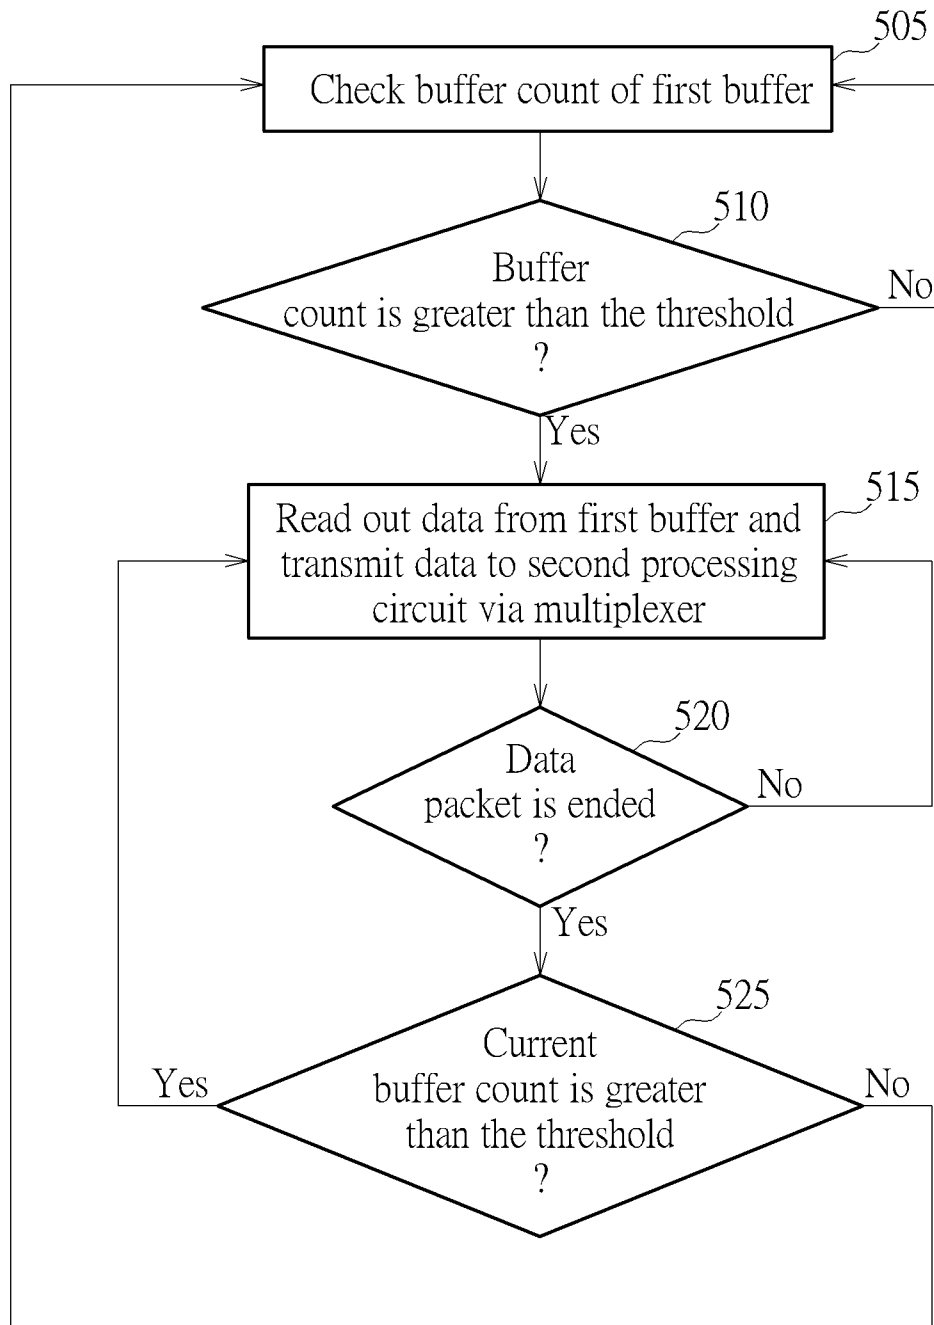 505
Check buffer count of first buffer
510
Buffer
count is greater than the threshold
?
No
Yes
515
Read out data from first buffer and
transmit data to second processing
circuit via multiplexer
520
Data
packet is ended
?
No
Yes
525
Current
buffer count is greater
than the threshold
?
Yes
No